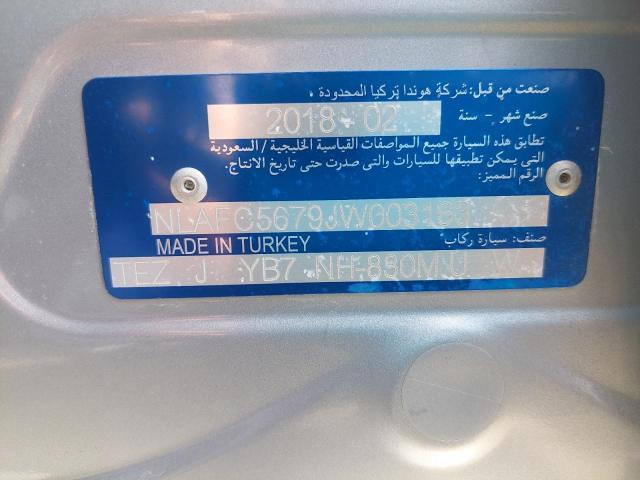 صنعت من قبل: شركة هوندا تركيا المحدودة
صنع شهر - سنة
2018 02
تطابق هذه السيارة جميع المواصفات القياسية الخليجية / السعودية
التي يمكن تطبيقها للسيارات والتي صدرت حتى تاريخ الانتاج.
الرقم المميز:
صنف: سيارة ركاب
MADE IN TURKEY
TEZ J YB7 NH-830MNU W